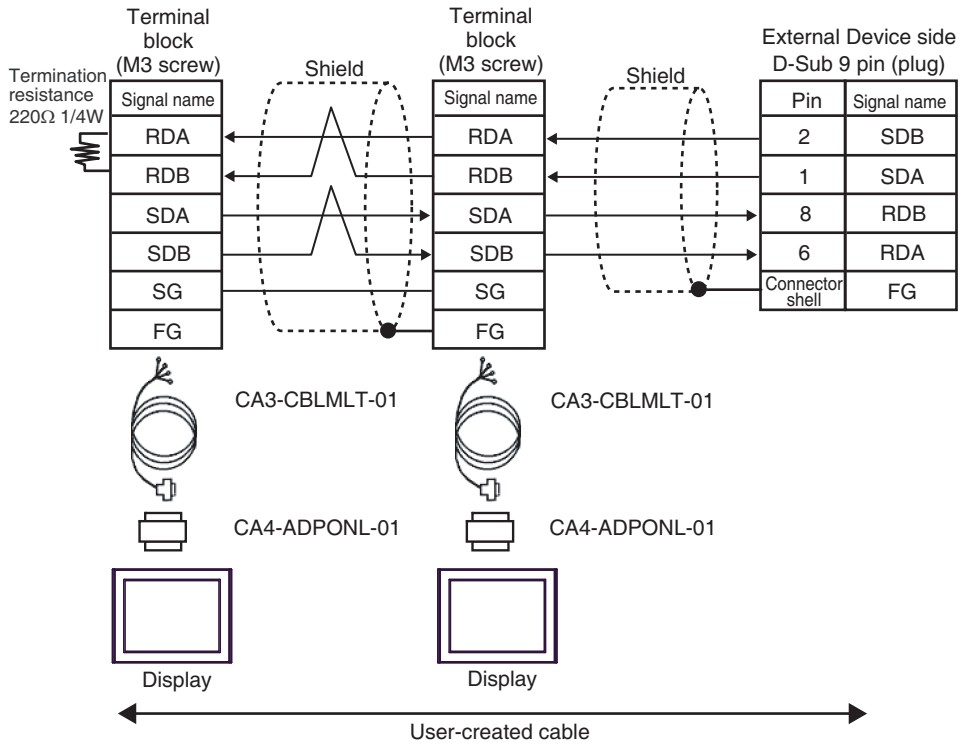 Terminal
block
(M3 screw)
Terminal
block
(M3 screw)
External Device side
D-Sub 9 pin (plug)
Termination
resistance
220Ω 1/4W
Shield
Shield
Signal name
Signal name
Pin Signal name
RDA
RDA
2 SDB
RDB
RDB
1 SDA
SDA
SDA
8 RDB
SDB
SDB
6 RDA
SG
SG
Connector
shell
FG
FG
FG
CA3-CBLMLT-01
CA3-CBLMLT-01
CA4-ADPONL-01
CA4-ADPONL-01
Display
Display
User-created cable